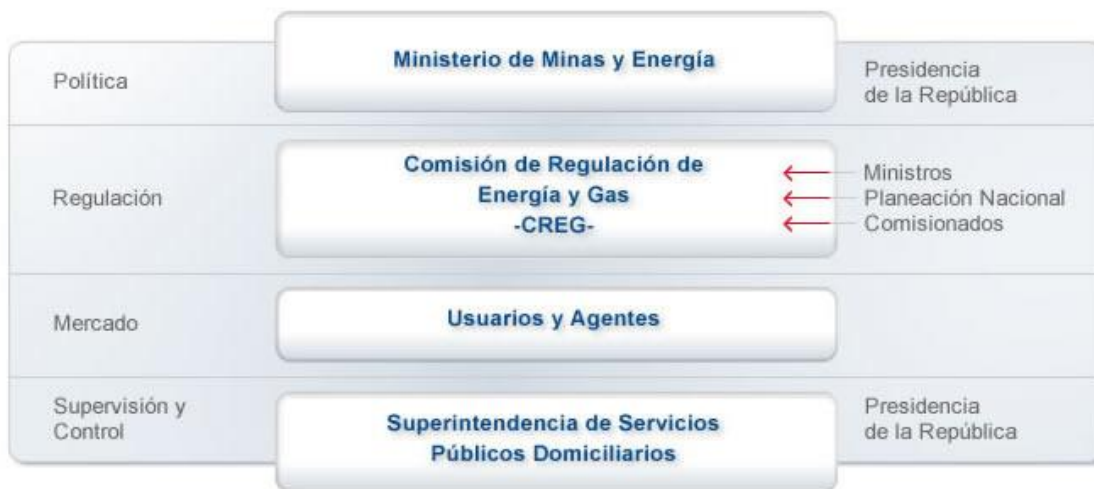 Política
Ministerio de Minas y Energía
Presidencia
de la República
Regulación
Comisión de Regulación de
Energía y Gas
-CREG-
Ministros
Planeación Nacional
Comisionados
Mercado
Usuarios y Agentes
Supervisión y
Control
Superintendencia de Servicios
Públicos Domiciliarios
Presidencia
de la República